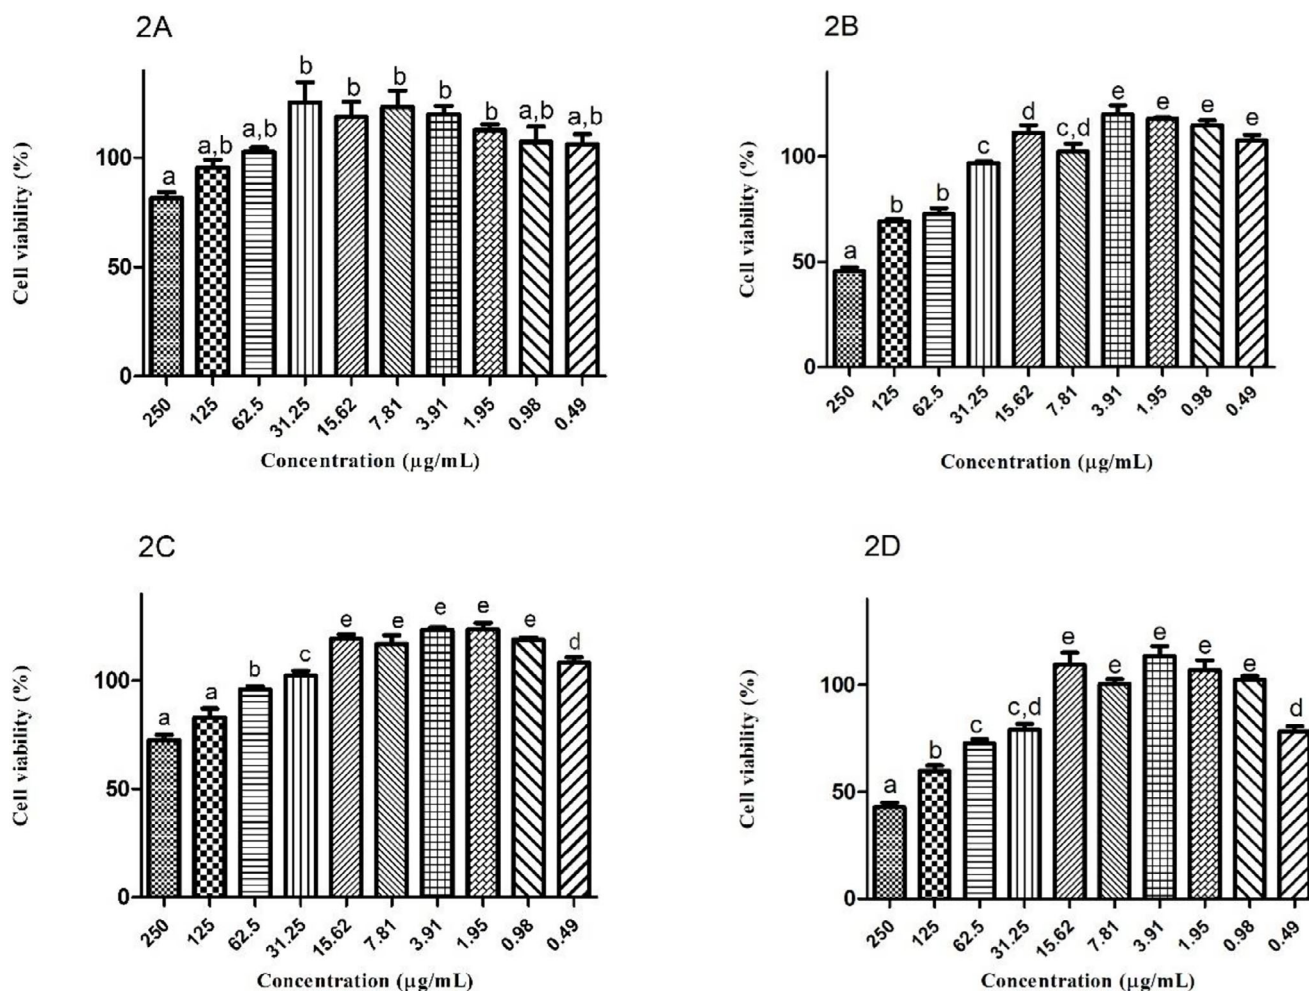 2A
b
b
b
b
b
a,b
a,b
a,b
a,b
a
100
50
0
Cell viability (%)
250
125
62.5
31.25
15.62
7.81
3.91
1.95
0.98
0.49
Concentration (µg/mL)
2B
a
b
b
c
d
c,d
e
e
e
e
100
50
0
Cell viability (%)
250
125
62.5
31.25
15.62
7.81
3.91
1.95
0.98
0.49
Concentration (µg/mL)
2C
a
a
b
c
e
e
e
e
e
d
100
50
0
Cell viability (%)
250
125
62.5
31.25
15.62
7.81
3.91
1.95
0.98
0.49
Concentration (µg/mL)
2D
a
b
c
c,d
e
e
e
e
e
d
100
50
0
Cell viability (%)
250
125
62.5
31.25
15.62
7.81
3.91
1.95
0.98
0.49
Concentration (µg/mL)